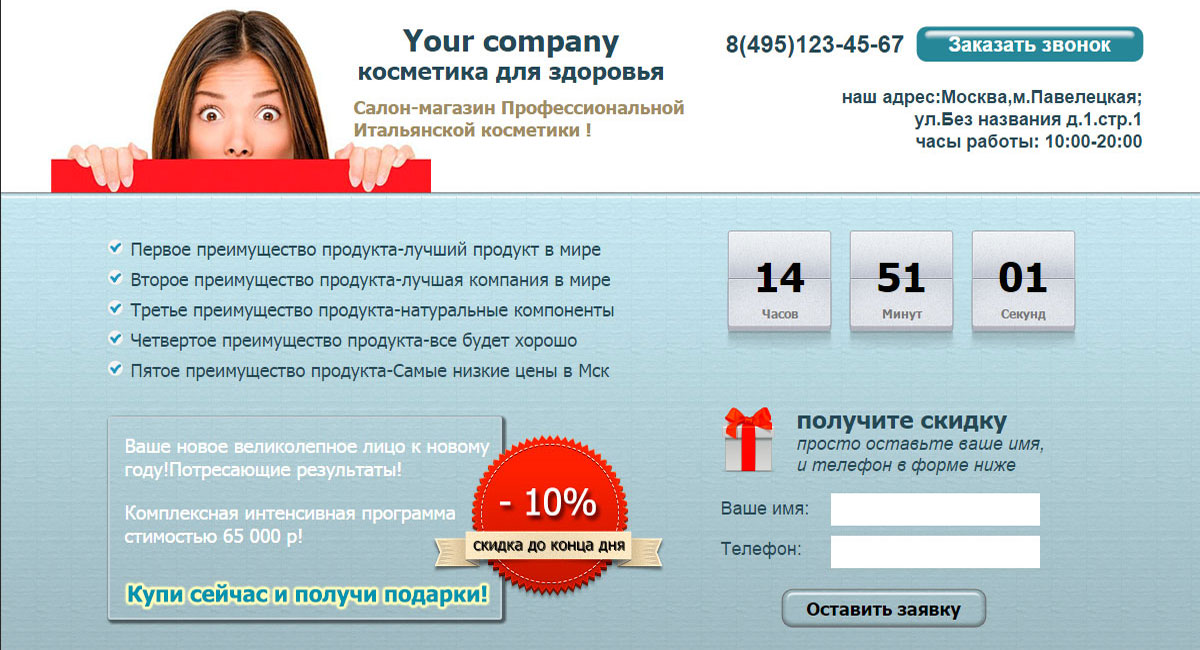 Your company
косметика для здоровья
Салон-магазин Профессиональной
Итальянской косметики !
8(495)123-45-67
Заказать звонок
наш адрес:Москва,м.Павелецкая;
ул.Без названия д.1.стр.1
часы работы: 10:00-20:00
Первое преимущество продукта-лучший продукт в мире
Второе преимущество продукта-лучшая компания в мире
Третье преимущество продукта-натуральные компоненты
Четвертое преимущество продукта-все будет хорошо
Пятое преимущество продукта-Самые низкие цены в Мск
14
Часов
51
Минут
01
Секунд
Ваше новое великолепное лицо к новому
году!Потресающие результаты!
Комплексная интенсивная программа
стимостью 65 000 р!
Купи сейчас и получи подарки!
- 10%
скидка до конца дня
получите скидку
просто оставьте ваше имя,
и телефон в форме ниже
Ваше имя:
Телефон:
Оставить заявку